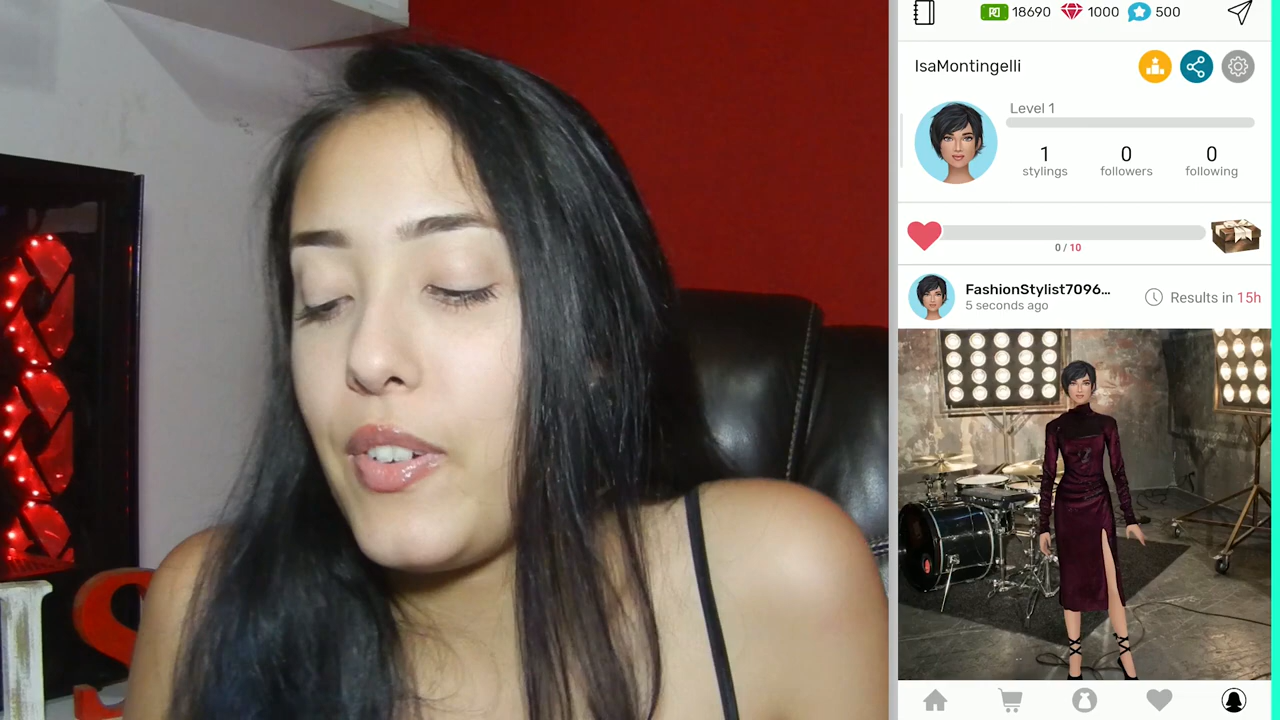 18690 1000 500
IsaMontingelli
Level 1
1 0 0
stylings followers following
0 / 10
FashionStylist7096...
5 seconds ago
Results in 15h